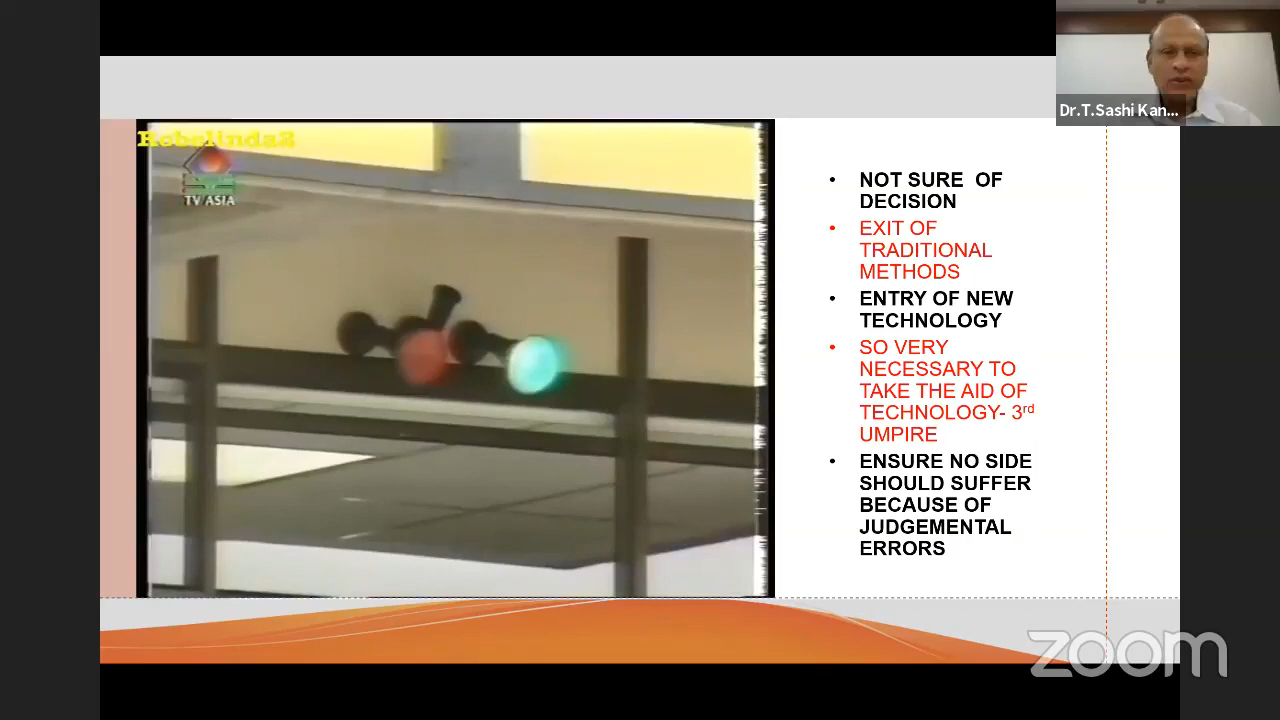 Dr.T.Sashi Kan...
Robelinda2
TV ASIA
• NOT SURE OF
DECISION
• EXIT OF
TRADITIONAL
METHODS
• ENTRY OF NEW
TECHNOLOGY
• SO VERY
NECESSARY TO
TAKE THE AID OF
TECHNOLOGY- 3rd
UMPIRE
• ENSURE NO SIDE
SHOULD SUFFER
BECAUSE OF
JUDGEMENTAL
ERRORS
zoom